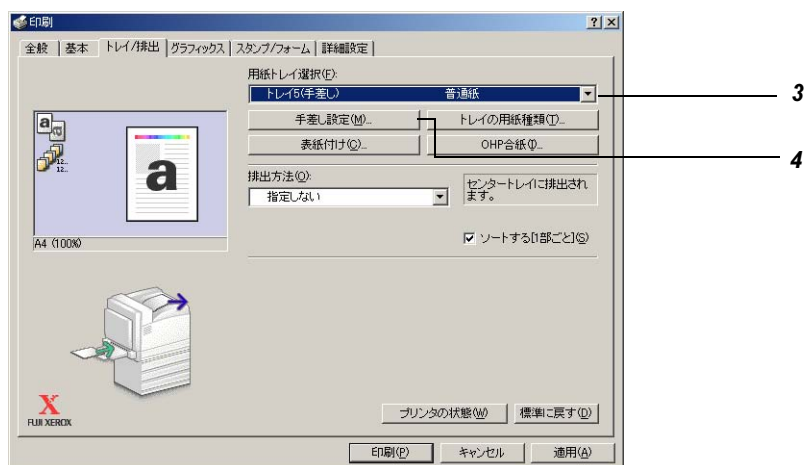 印刷
? ×
全般 基本 トレイ/排出 グラフィックス スタンプ/フォーム 詳細設定
用紙トレイ選択(F):
トレイ5(手差し) 普通紙
3
手差し設定(M)... トレイの用紙種類(T)...
表紙付け(C)... OHP合紙(I)...
4
排出方法(O):
指定しない
センタートレイに排出され
ます。
ソートする[1部ごと](S)
a
a
12..
12..
a
A4 (100%)
X
FUJI XEROX
プリンタの状態(W) 標準に戻す(D)
印刷(P) キャンセル 適用(A)